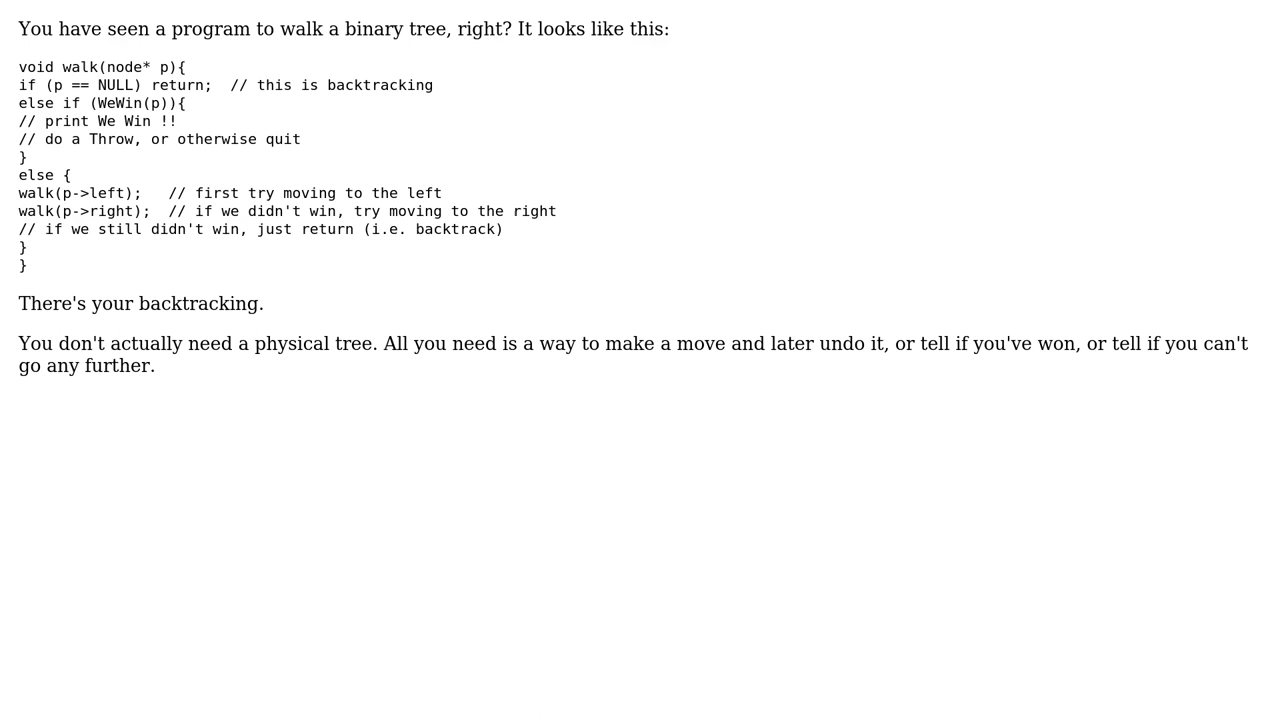 You have seen a program to walk a binary tree, right? It looks like this:
void walk(node* p){
if (p == NULL) return;  // this is backtracking
else if (WeWin(p)){
// print We Win !!
// do a Throw, or otherwise quit
}
else {
walk(p->left);   // first try moving to the left
walk(p->right);  // if we didn't win, try moving to the right
// if we still didn't win, just return (i.e. backtrack)
}
}
There's your backtracking.
You don't actually need a physical tree. All you need is a way to make a move and later undo it, or tell if you've won, or tell if you can't
go any further.